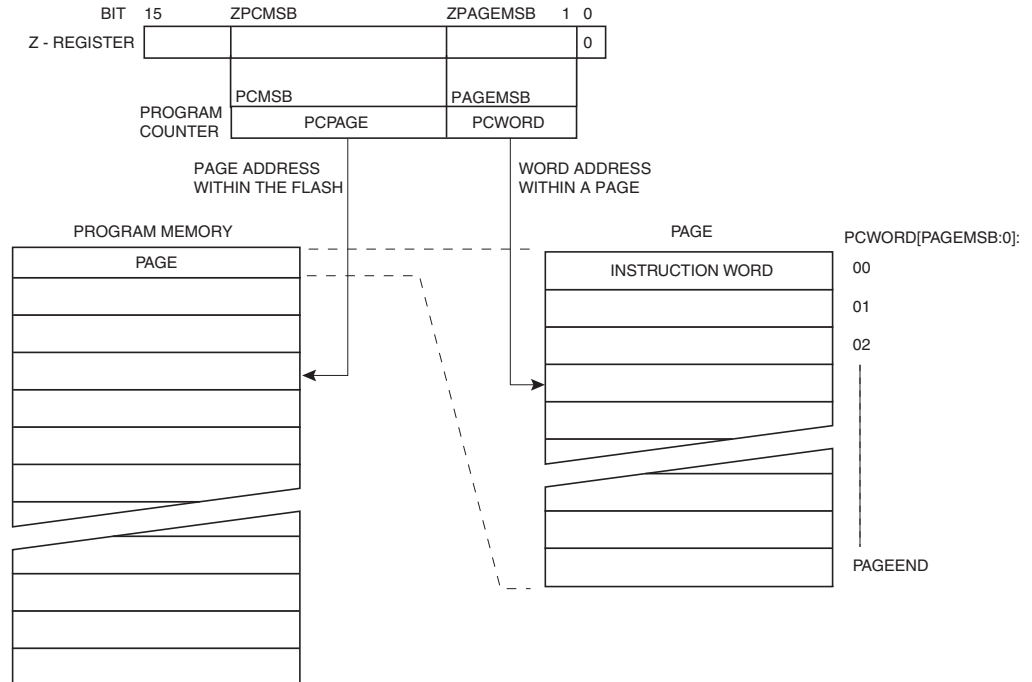 BIT 15 ZPCMSB ZPAGEMSB 1 0
Z - REGISTER 0
PCMSB PAGEMSB
PROGRAM
COUNTER
PCPAGE PCWORD
PAGE ADDRESS
WITHIN THE FLASH
WORD ADDRESS
WITHIN A PAGE
PROGRAM MEMORY
PAGE
PAGE
PCWORD[PAGEMSB:0]:
INSTRUCTION WORD 00
01
02
PAGEEND